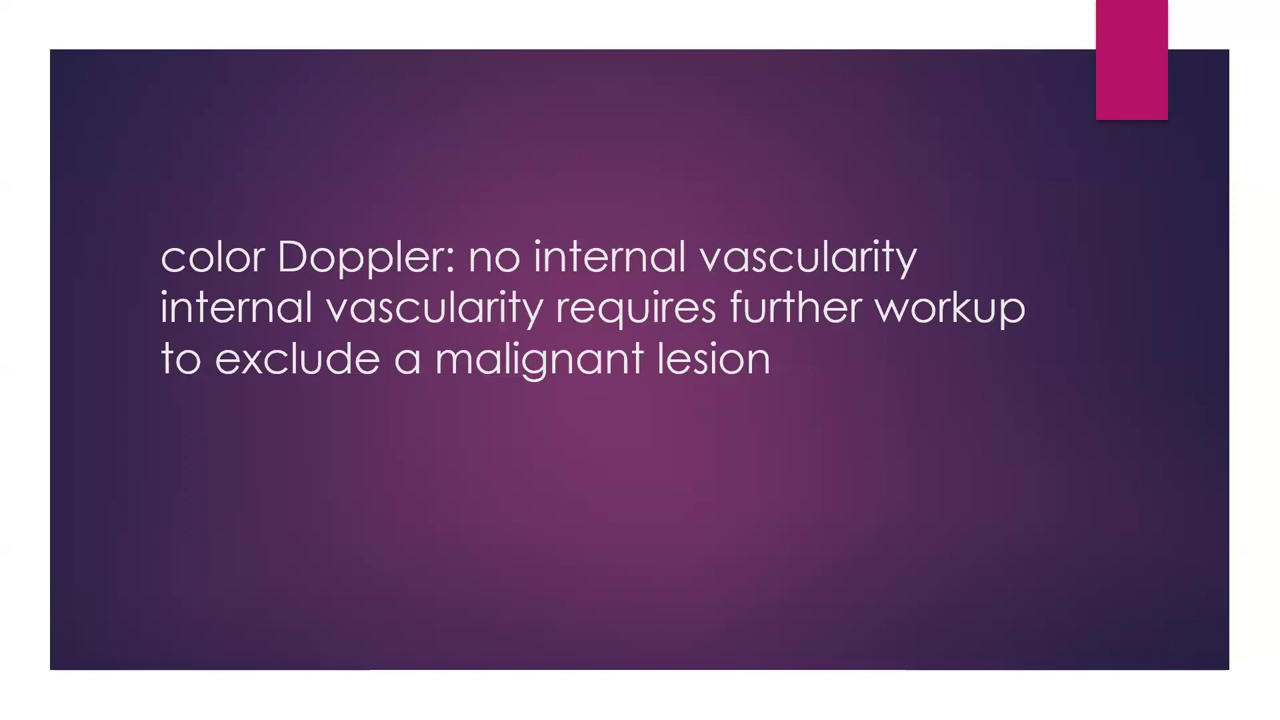 color Doppler: no internal vascularity
internal vascularity requires further workup
to exclude a malignant lesion